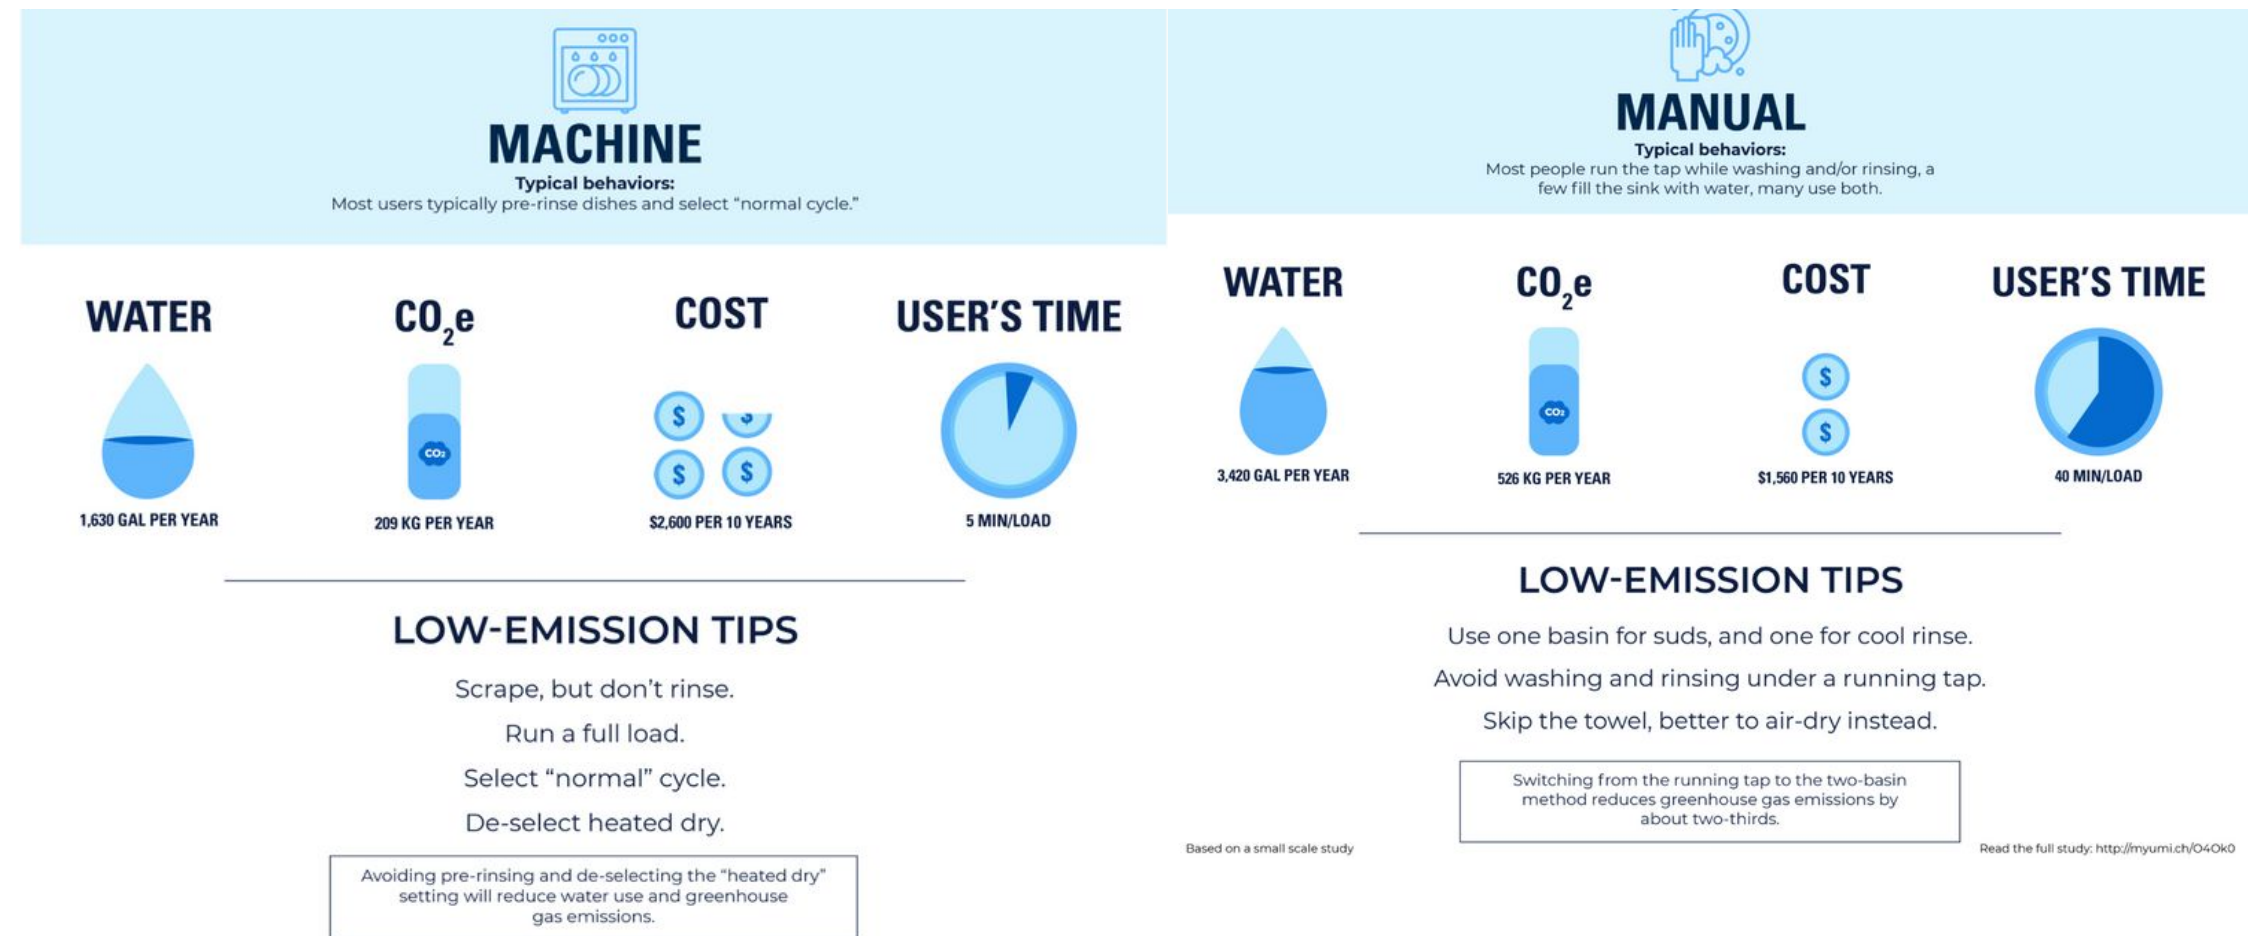 MACHINE
Typical behaviors:
Most users typically pre-rinse dishes and select “normal cycle.”
WATER
CO₂e
COST
USER'S TIME
CO₂
$
$
$
$
1,630 GAL PER YEAR
209 KG PER YEAR
$2,600 PER 10 YEARS
5 MIN/LOAD
LOW-EMISSION TIPS
Scrape, but don’t rinse.
Run a full load.
Select “normal” cycle.
De-select heated dry.
Avoiding pre-rinsing and de-selecting the “heated dry”
setting will reduce water use and greenhouse
gas emissions.
MANUAL
Typical behaviors:
Most people run the tap while washing and/or rinsing, a
few fill the sink with water, many use both.
WATER
CO₂e
COST
USER'S TIME
CO₂
$
$
3,420 GAL PER YEAR
526 KG PER YEAR
$1,560 PER 10 YEARS
40 MIN/LOAD
LOW-EMISSION TIPS
Use one basin for suds, and one for cool rinse.
Avoid washing and rinsing under a running tap.
Skip the towel, better to air-dry instead.
Switching from the running tap to the two-basin
method reduces greenhouse gas emissions by
about two-thirds.
Based on a small scale study
Read the full study: http://myumi.ch/O4Ok0